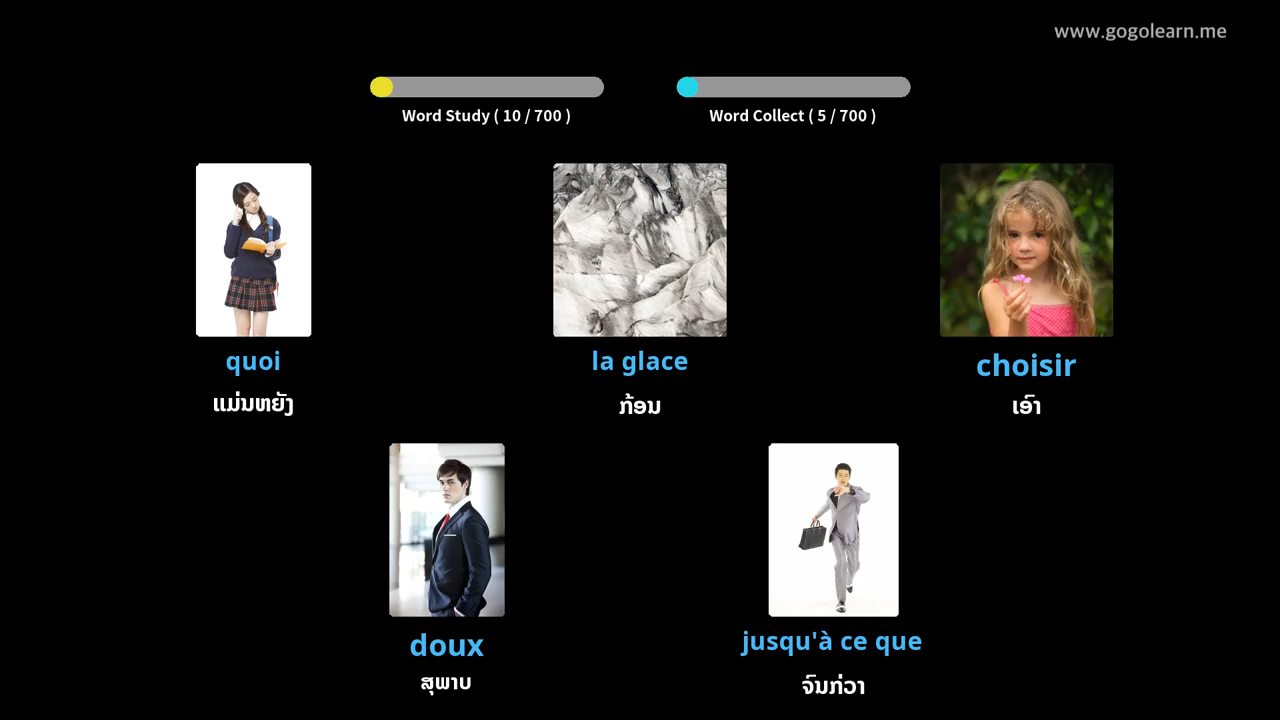 www.gogolearn.me
Word Study ( 10 / 700 )
Word Collect ( 5 / 700 )
quoi
ແມ່ນຫຍັງ
la glace
ກ້ອນ
choisir
ເອົາ
doux
ສຸພາບ
jusqu'à ce que
ຈົນກ່ວາ